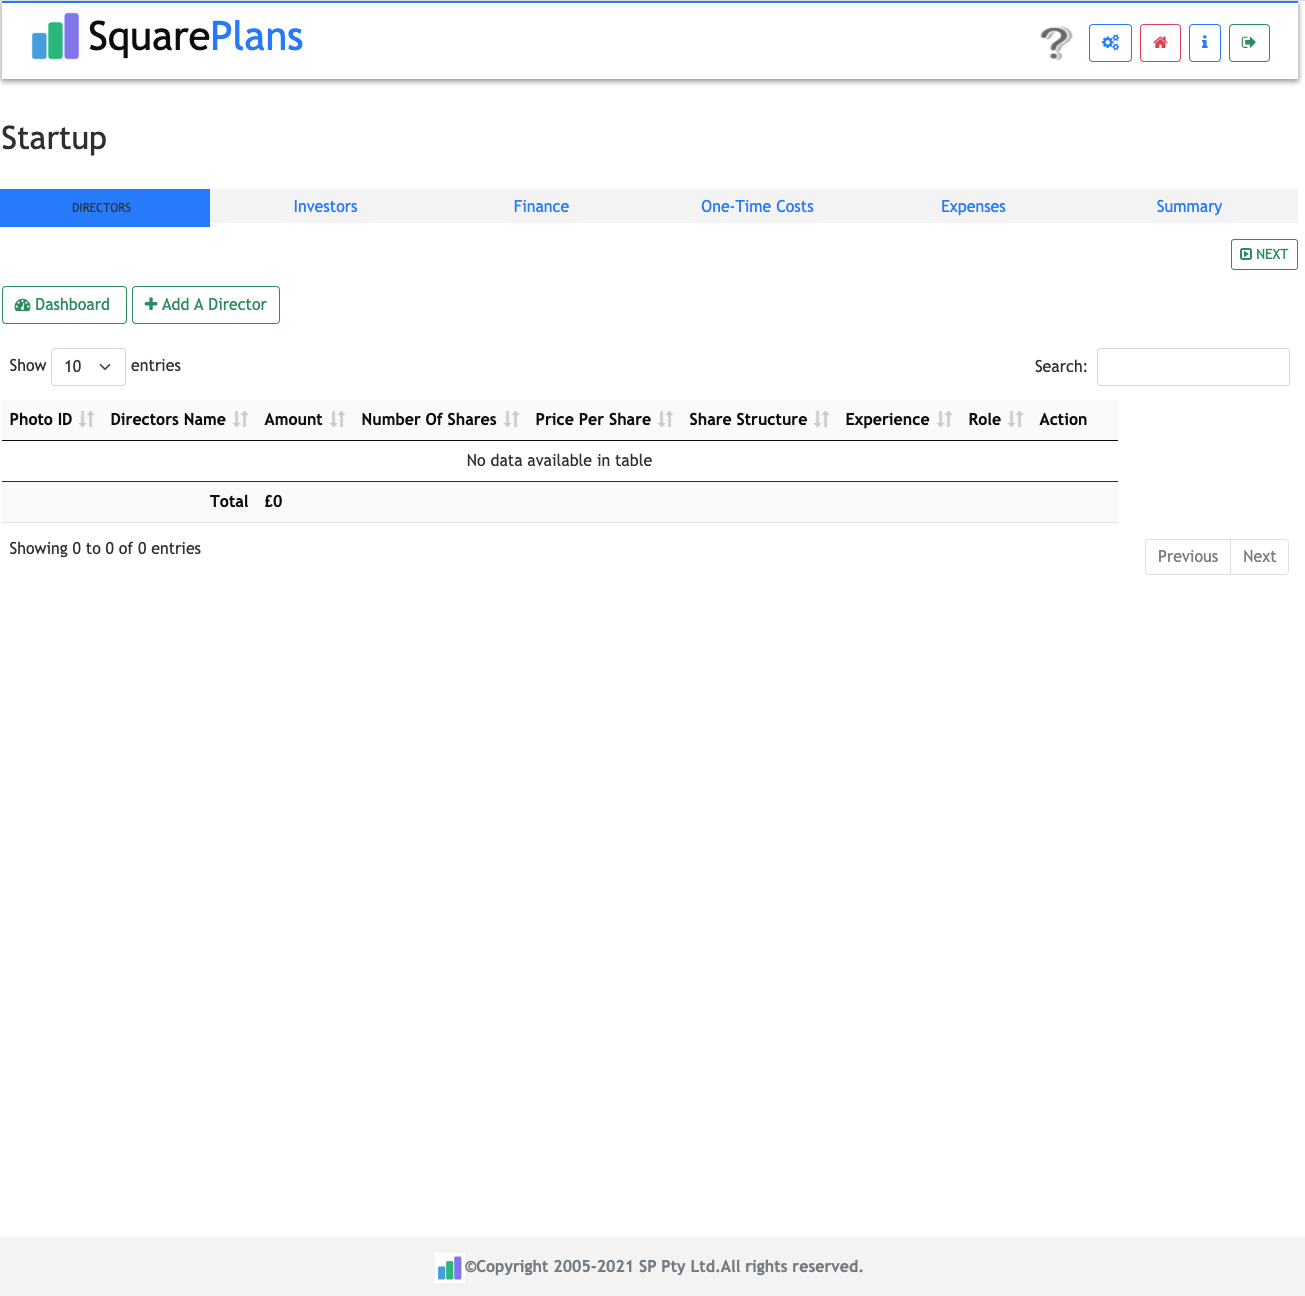 SquarePlans
Startup
DIRECTORS Investors Finance One-Time Costs Expenses Summary
NEXT
Dashboard Add A Director
Show 10 entries Search:
Photo ID Directors Name Amount Number Of Shares Price Per Share Share Structure Experience Role Action
No data available in table
Total £0
Showing 0 to 0 of 0 entries
Previous Next
©Copyright 2005-2021 SP Pty Ltd.All rights reserved.